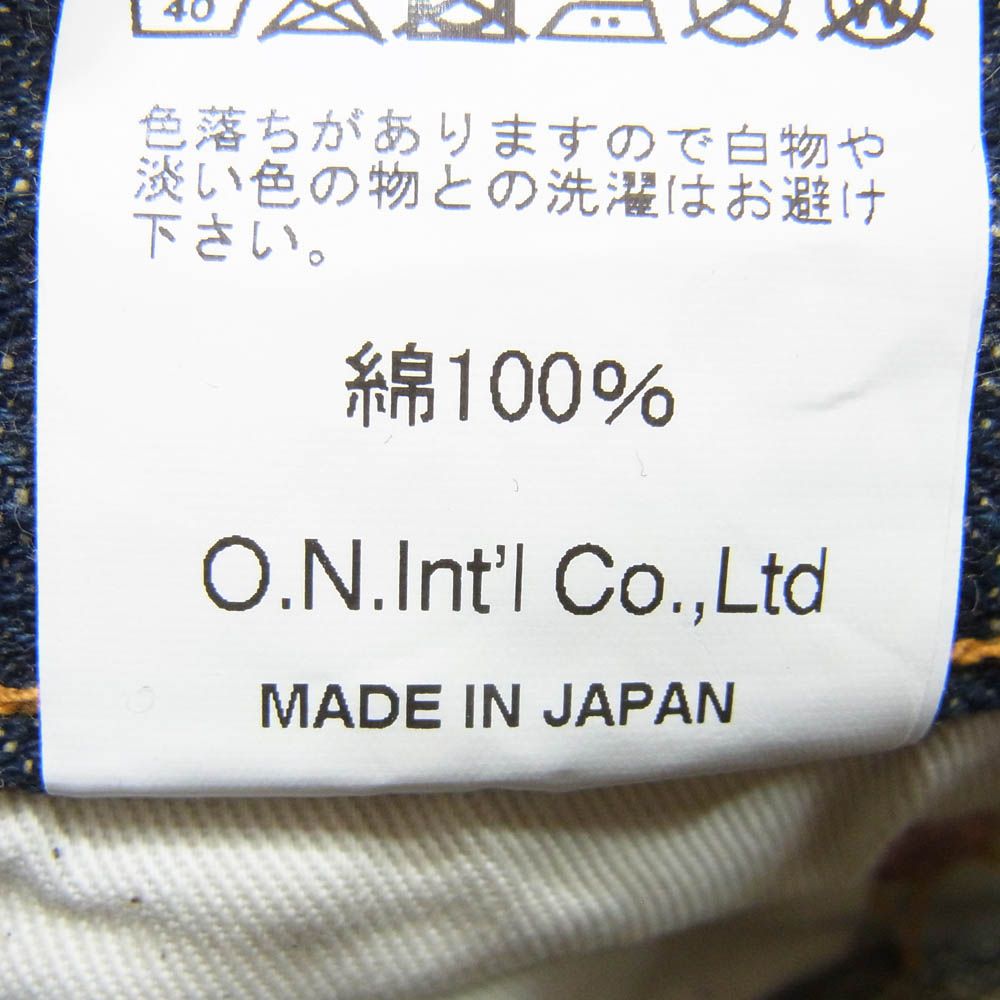 40
色落ちがありますので白物や
淡い色の物との洗濯はお避け
下さい。
綿100%
O.N.Int'l Co.,Ltd
MADE IN JAPAN